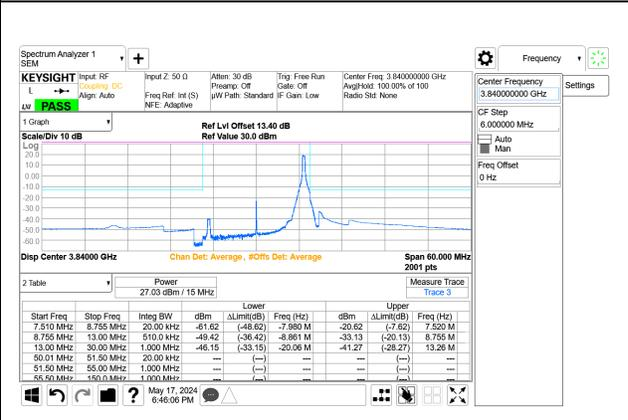 Spectrum Analyzer 1
SEM
Frequency
KEYSIGHT Input: RF Input Z: 50 Ω Atten: 30 dB Trig: Free Run Center Freq: 3.840000000 GHz
L Coupling: DC Preamp: Off Gate: Off Avg|Hold: 100.00% of 100
Align: Auto Freq Ref: Int (S) µW Path: Standard IF Gain: Low Radio Std: None
LNI PASS NFE: Adaptive
Center Frequency
3.840000000 GHz
Settings
CF Step
6.000000 MHz
Auto
Man
Freq Offset
0 Hz
1 Graph
Ref Lvl Offset 13.40 dB
Scale/Div 10 dB Ref Value 30.0 dBm
Log
20.0
10.0
0.00
-10.0
-20.0
-30.0
-40.0
-50.0
-60.0
Disp Center 3.84000 GHz Chan Det: Average, #Offs Det: Average Span 60.000 MHz
2001 pts
2 Table
Power
27.03 dBm / 15 MHz
Measure Trace
Trace 3
Lower Upper
Start Freq Stop Freq Integ BW dBm ΔLimit(dB) Freq (Hz) dBm ΔLimit(dB) Freq (Hz)
7.510 MHz 8.755 MHz 20.00 kHz -61.62 (-48.62) -7.980 M -20.62 (-7.62) 7.520 M
8.755 MHz 13.00 MHz 510.0 kHz -49.42 (-36.42) -8.861 M -33.13 (-20.13) 8.755 M
13.00 MHz 30.00 MHz 1.000 MHz -46.15 (-33.15) -20.06 M -41.27 (-28.27) 13.26 M
50.01 MHz 51.50 MHz 20.00 kHz --- (---) --- --- (---) ---
51.50 MHz 55.00 MHz 1.000 MHz --- (---) --- --- (---) ---
55.50 MHz 150.0 MHz 1.000 MHz --- (---) --- --- (---) ---
May 17, 2024
6:46:06 PM